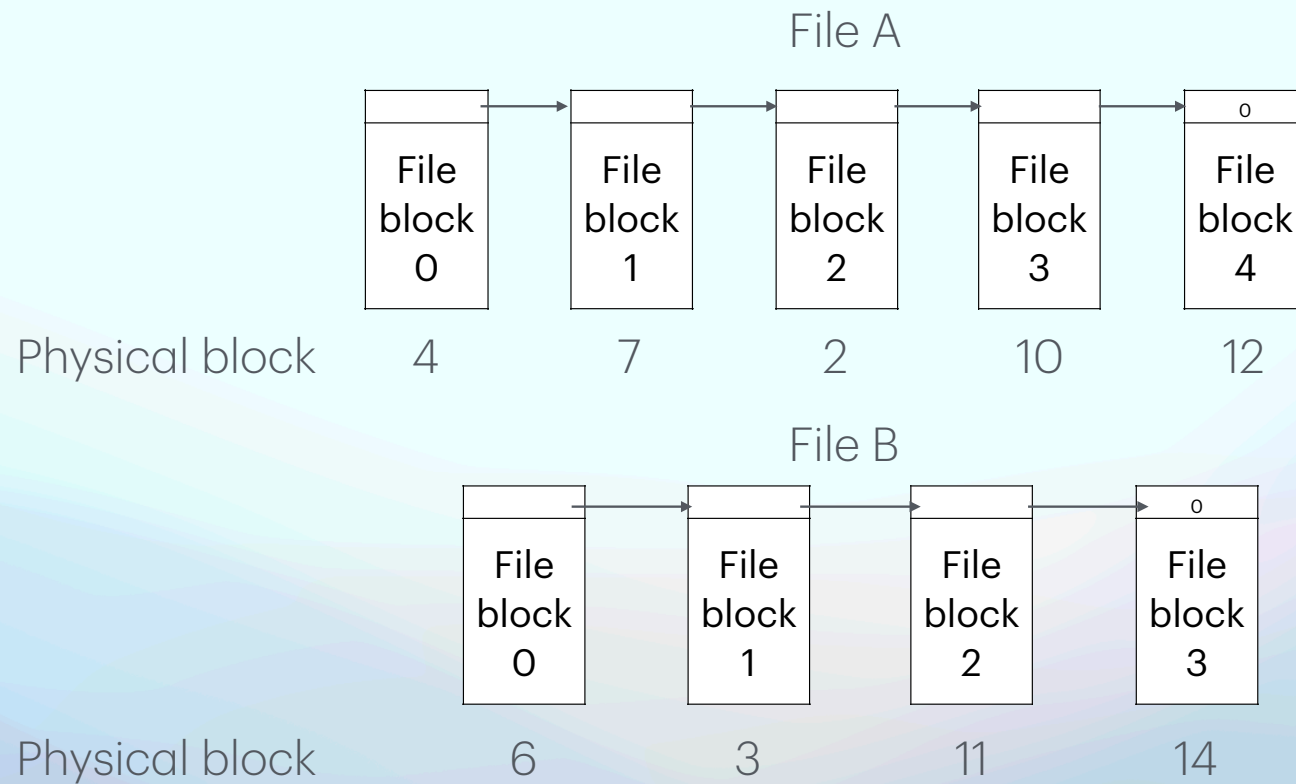 File A
0
File block 0
File block 1
File block 2
File block 3
File block 4
Physical block 4 7 2 10 12
File B
0
File block 0
File block 1
File block 2
File block 3
Physical block 6 3 11 14